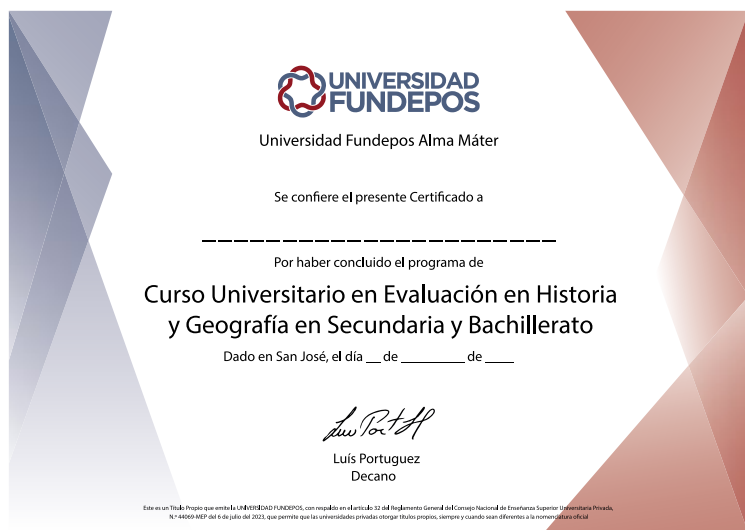 UNIVERSIDAD
FUNDEPOS
Universidad Fundepos Alma Máter
Se confiere el presente Certificado a
Por haber concluido el programa de
Curso Universitario en Evaluación en Historia
y Geografía en Secundaria y Bachillerato
Dado en San José, el día __ de ________ de ____
Luís Portuguez
Decano
Este es un Título Propio que emite la UNIVERSIDAD FUNDEPOS, con respaldo en el artículo 32 del Reglamento General del Consejo Nacional de Enseñanza Superior Universitaria Privada,
N.º 44069-MEP del 6 de julio del 2023, que permite que las universidades privadas otorgar títulos propios, siempre y cuando sean diferentes a la nomenclatura oficial